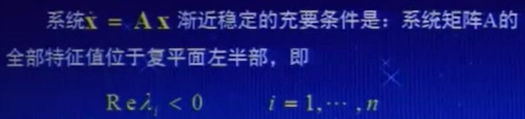 系统ẋ = A x 渐近稳定的充要条件是：系统矩阵A的
全部特征值位于复平面左半部，即
Reλᵢ < 0 i = 1,⋯,n